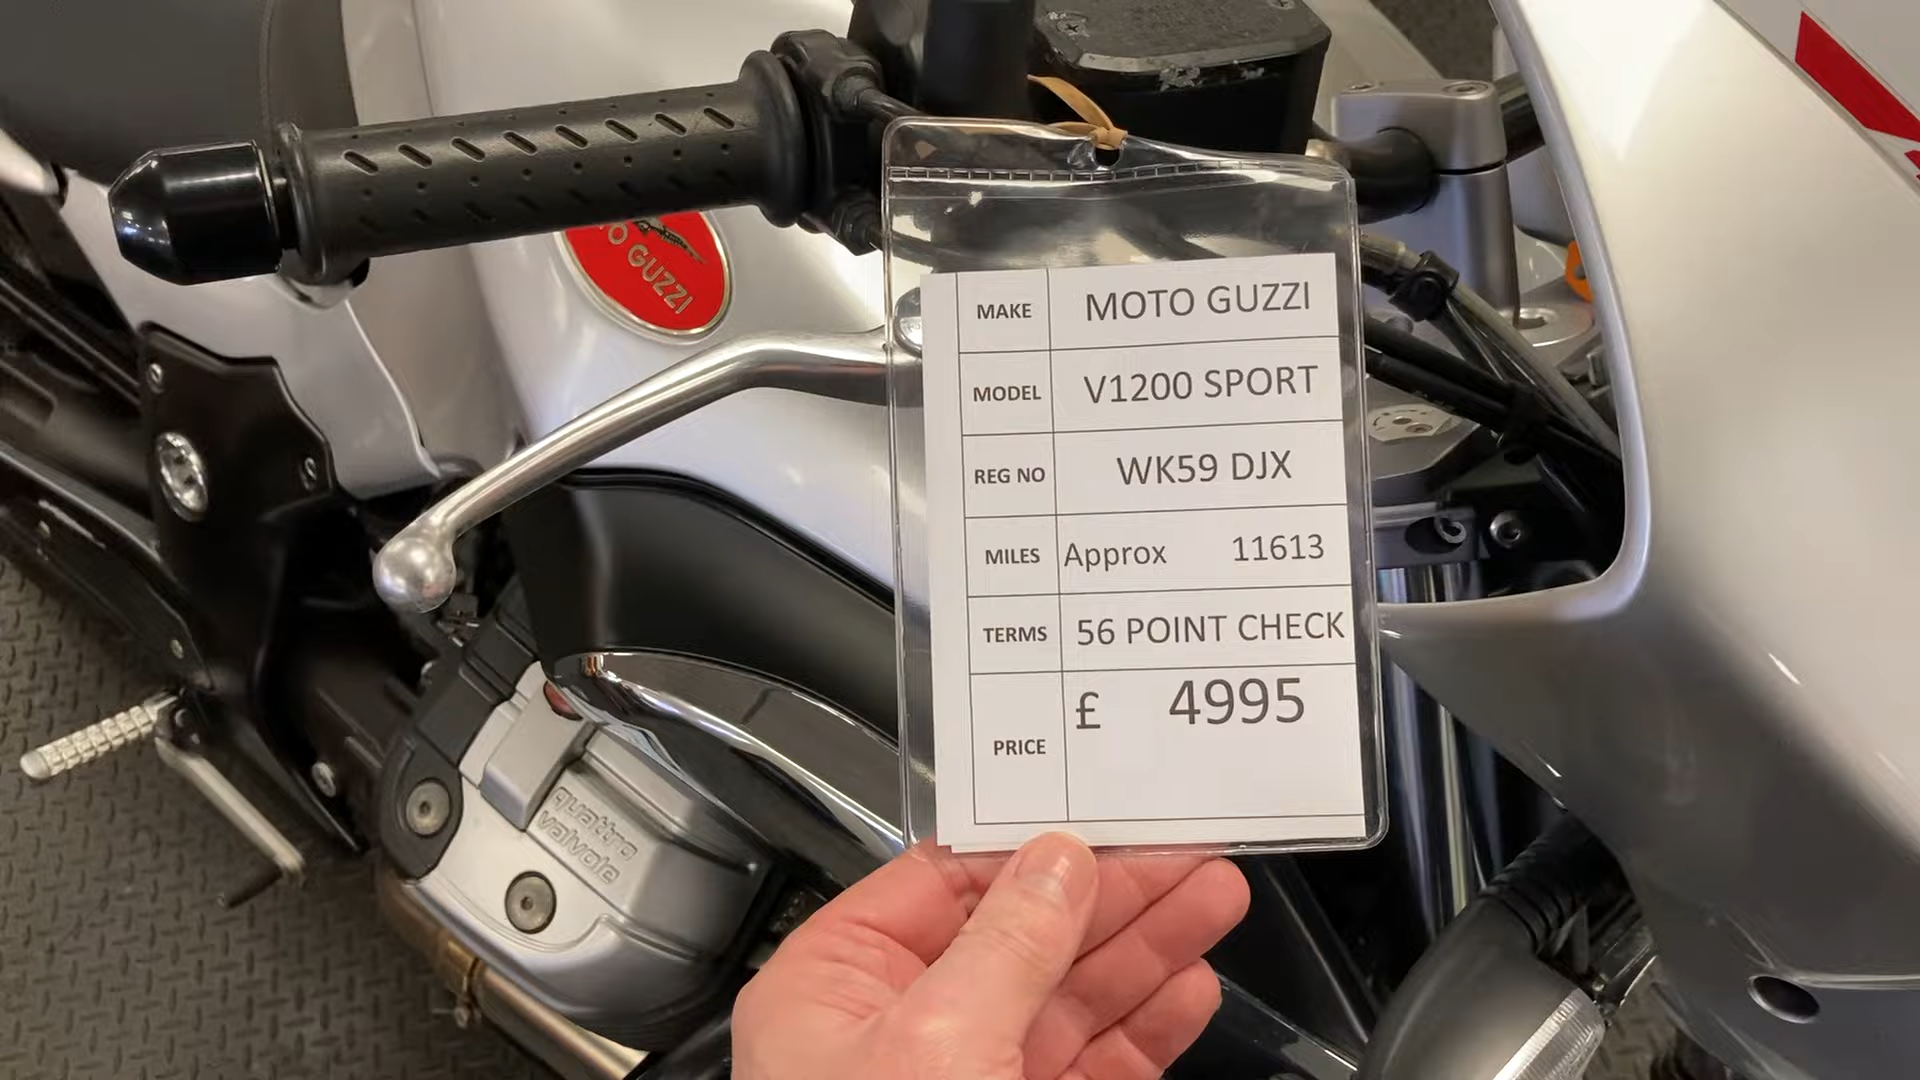 O GUZZI
MAKE MOTO GUZZI
MODEL V1200 SPORT
REG NO WK59 DJX
MILES Approx 11613
TERMS 56 POINT CHECK
PRICE £ 4995
quattro
valvole